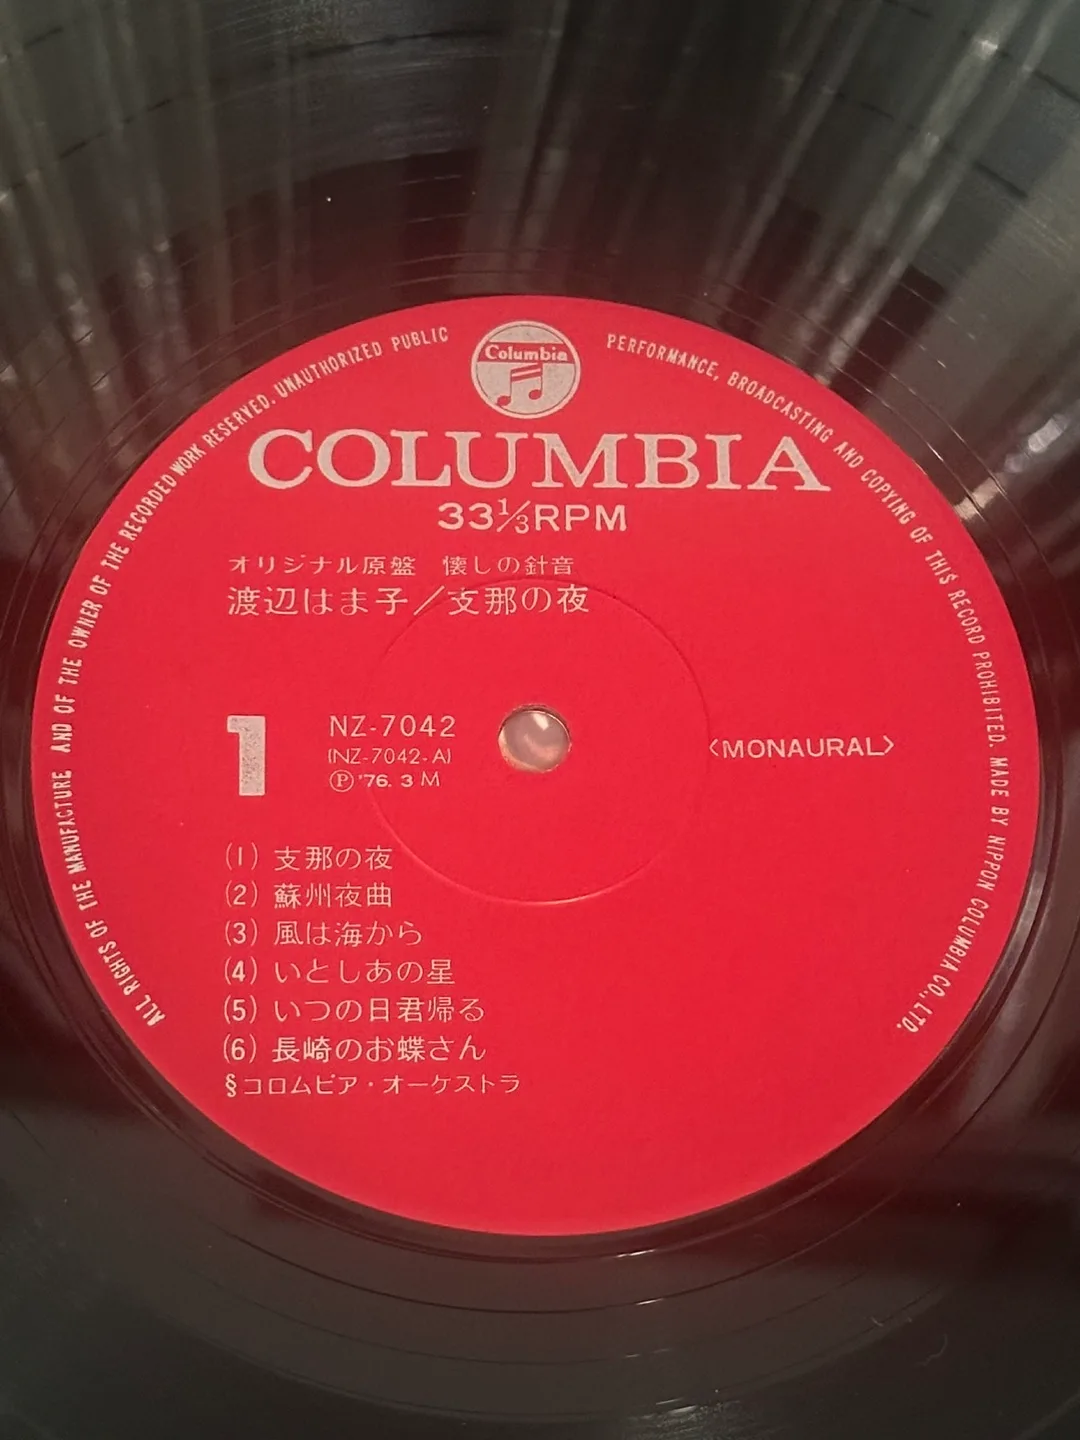 Columbia
COLUMBIA
33⅓RPM
オリジナル原盤　懐しの針音
渡辺はま子／支那の夜
1
NZ-7042
(NZ-7042-A)
Ⓟ'76. 3 M
<MONAURAL>
(1) 支那の夜
(2) 蘇州夜曲
(3) 風は海から
(4) いとしあの星
(5) いつの日君帰る
(6) 長崎のお蝶さん
§コロムビア・オーケストラ
ALL RIGHTS OF THE MANUFACTURE AND OF THE OWNER OF THE RECORDED WORK RESERVED. UNAUTHORIZED PUBLIC PERFORMANCE, BROADCASTING AND COPYING OF THIS RECORD PROHIBITED. MADE BY NIPPON COLUMBIA CO., LTD.